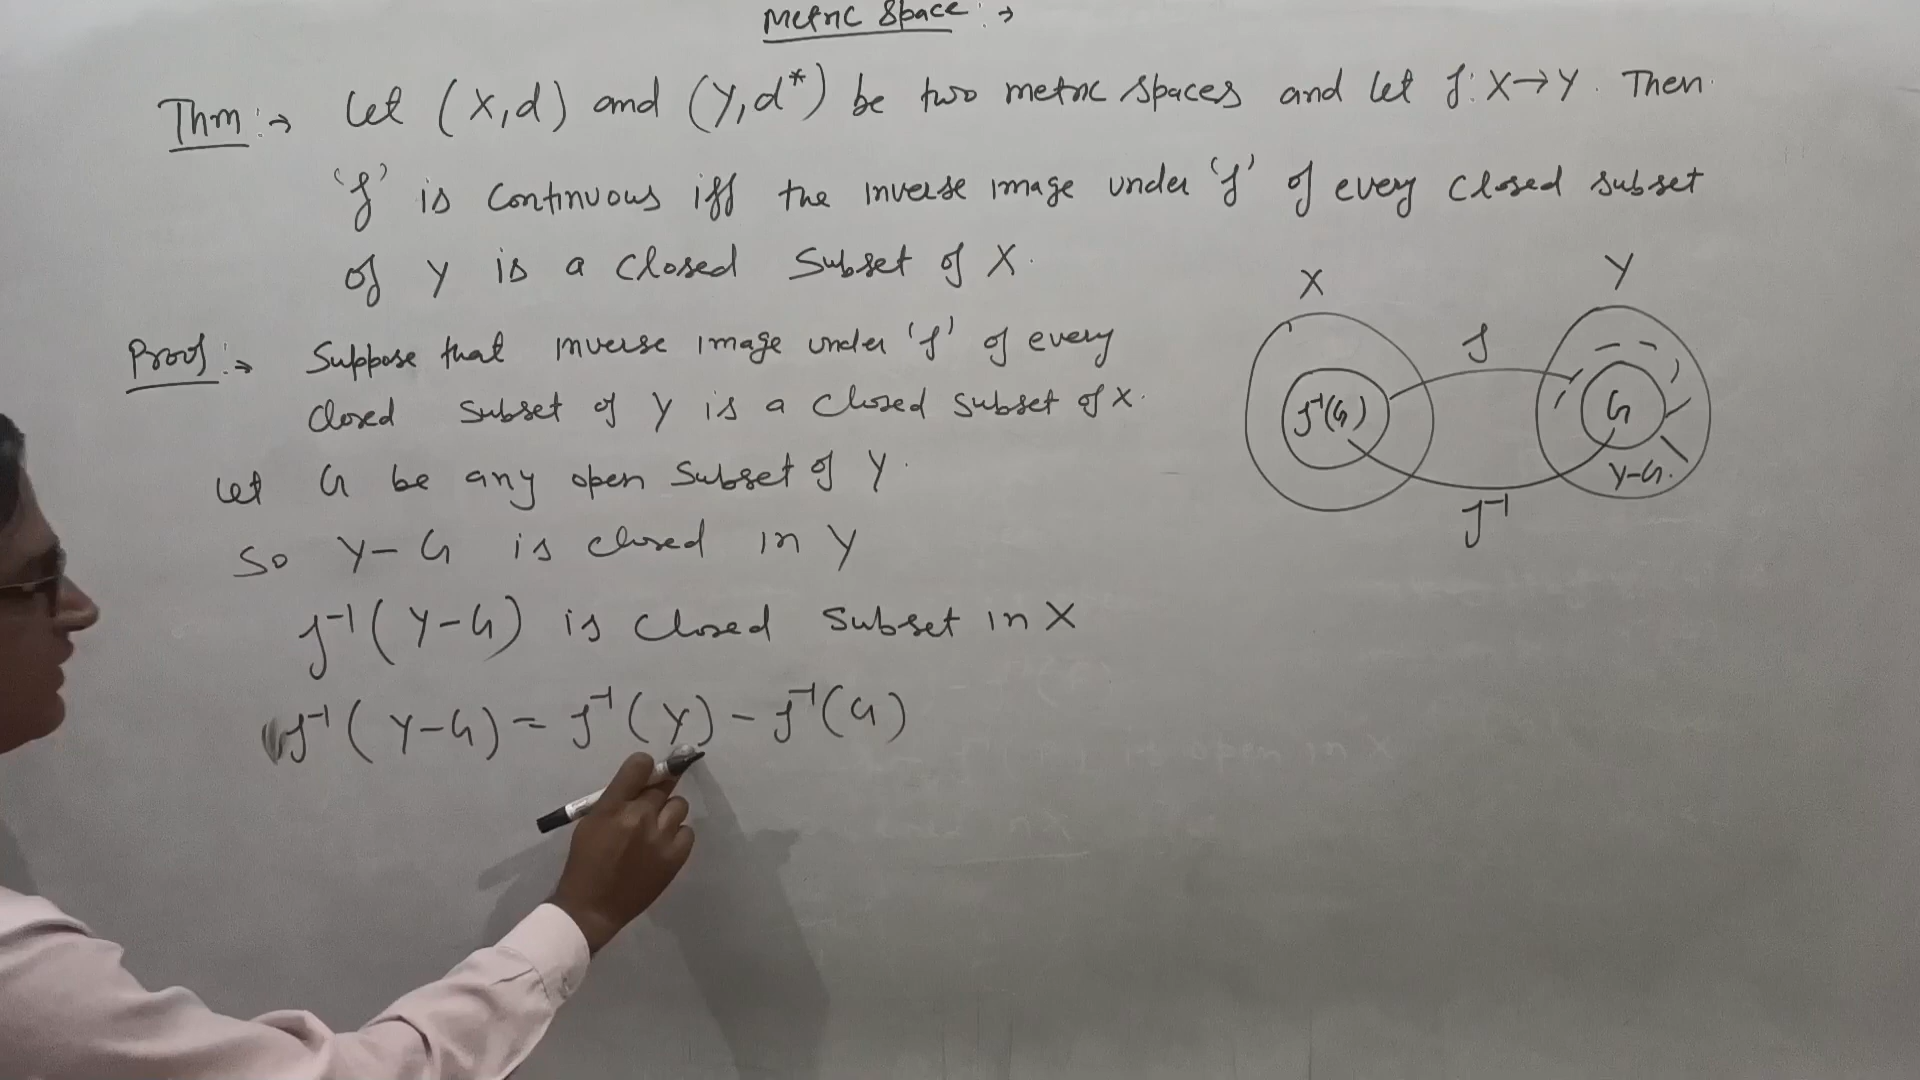 Metric Space :→
Thm :→ Let (X,d) and (Y,d*) be two metric spaces and let f: X→Y. Then
'f' is continuous iff the inverse image under 'f' of every closed subset
of Y is a closed subset of X.
Proof :→ Suppose that inverse image under 'f' of every
closed subset of Y is a closed subset of X.
Let G be any open subset of Y.
So Y-G is closed in Y
f⁻¹(Y-G) is closed subset in X
f⁻¹(Y-G) = f⁻¹(Y) - f⁻¹(G)
X
Y
f
f⁻¹(G)
G
Y-G.
f⁻¹